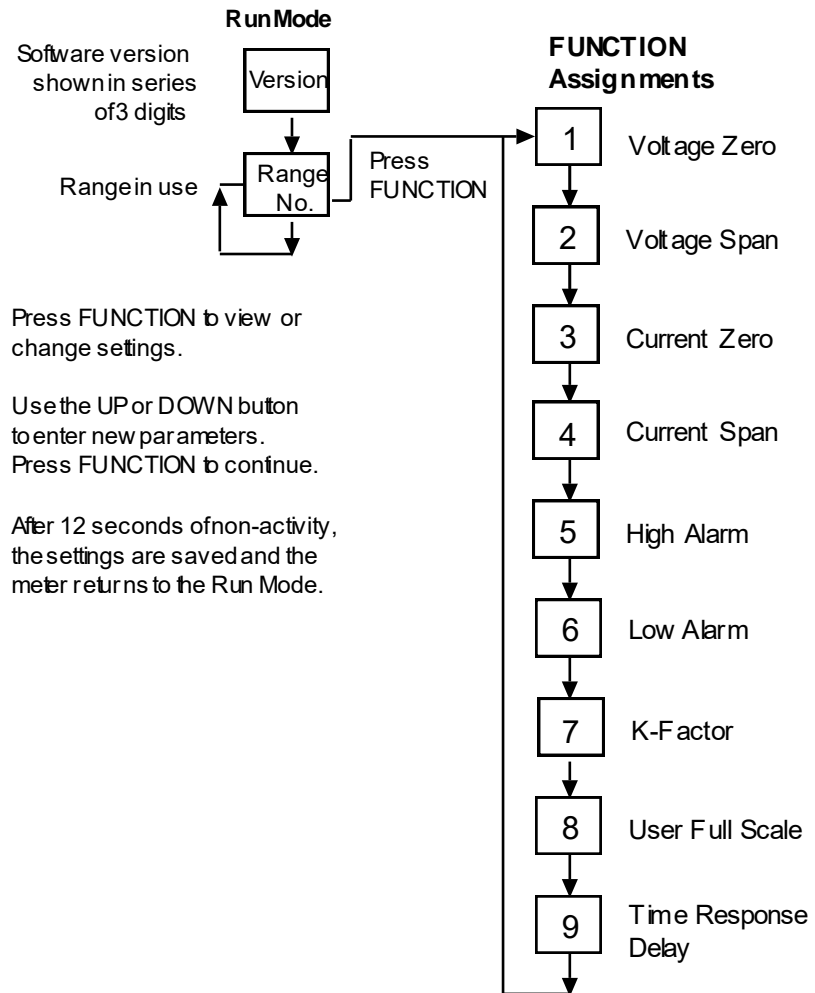 Run Mode
Software version
shown in series
of 3 digits
Version
Range in use
Range
No.
Press
FUNCTION
Press FUNCTION to view or
change settings.
Use the UP or DOWN button
to enter new parameters.
Press FUNCTION to continue.
After 12 seconds of non-activity,
the settings are saved and the
meter returns to the Run Mode.
FUNCTION
Assignments
1 Voltage Zero
2 Voltage Span
3 Current Zero
4 Current Span
5 High Alarm
6 Low Alarm
7 K-Factor
8 User Full Scale
9 Time Response
Delay